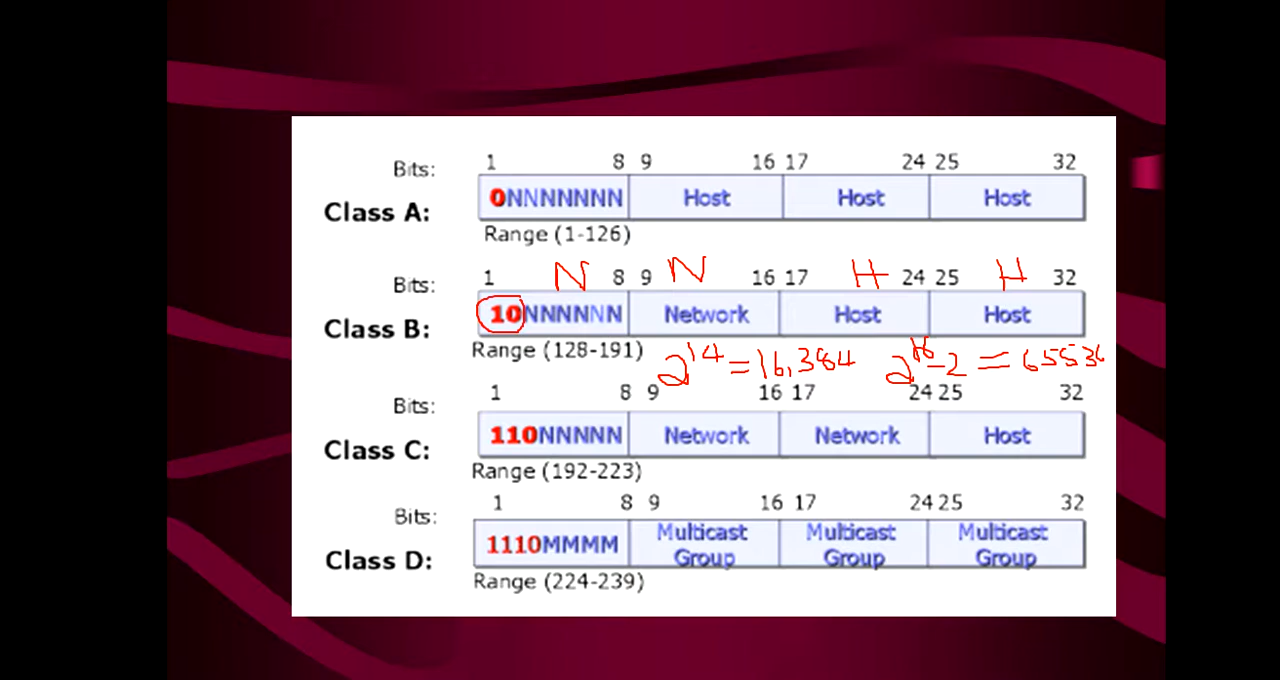 Bits: 1 8 9 16 17 24 25 32
Class A: 0NNNNNNN Host Host Host
Range (1-126)
N N H H
Bits: 1 8 9 16 17 24 25 32
Class B: 10NNNNNN Network Host Host
Range (128-191) 2^14 = 16,384 2^16-2 = 65536
Bits: 1 8 9 16 17 24 25 32
Class C: 110NNNNN Network Network Host
Range (192-223)
Bits: 1 8 9 16 17 24 25 32
Class D: 1110MMMM Multicast Group Multicast Group Multicast Group
Range (224-239)